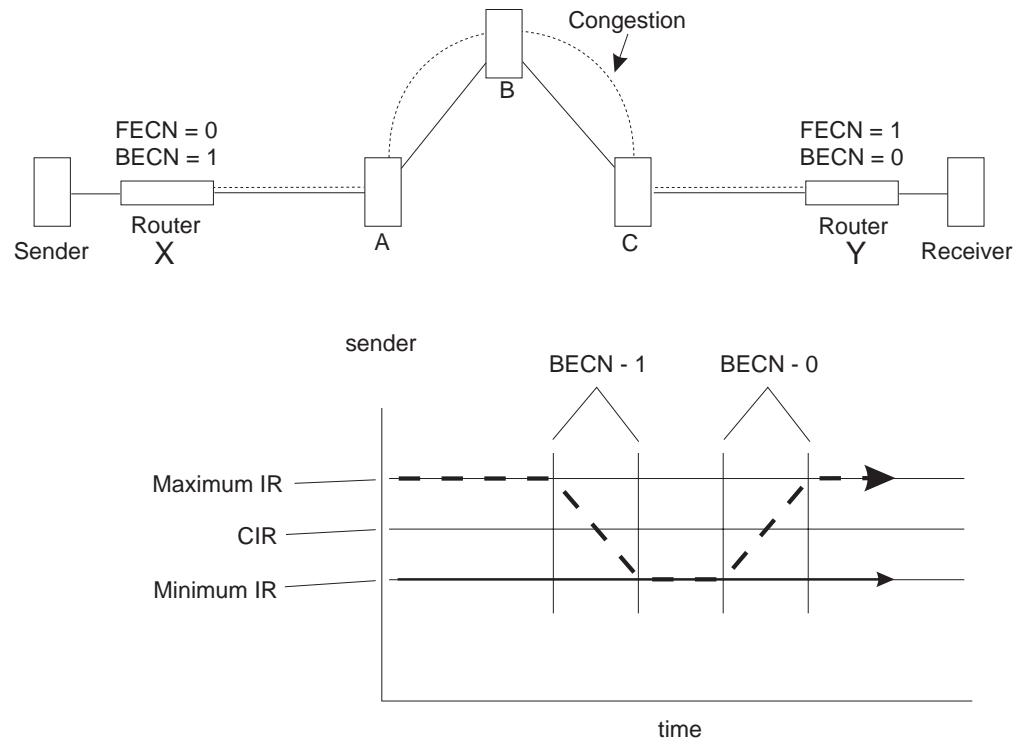 Congestion
B
FECN = 0
BECN = 1
FECN = 1
BECN = 0
Router
X
Sender
A
C
Router
Y
Receiver
sender
BECN - 1
BECN - 0
Maximum IR
CIR
Minimum IR
time